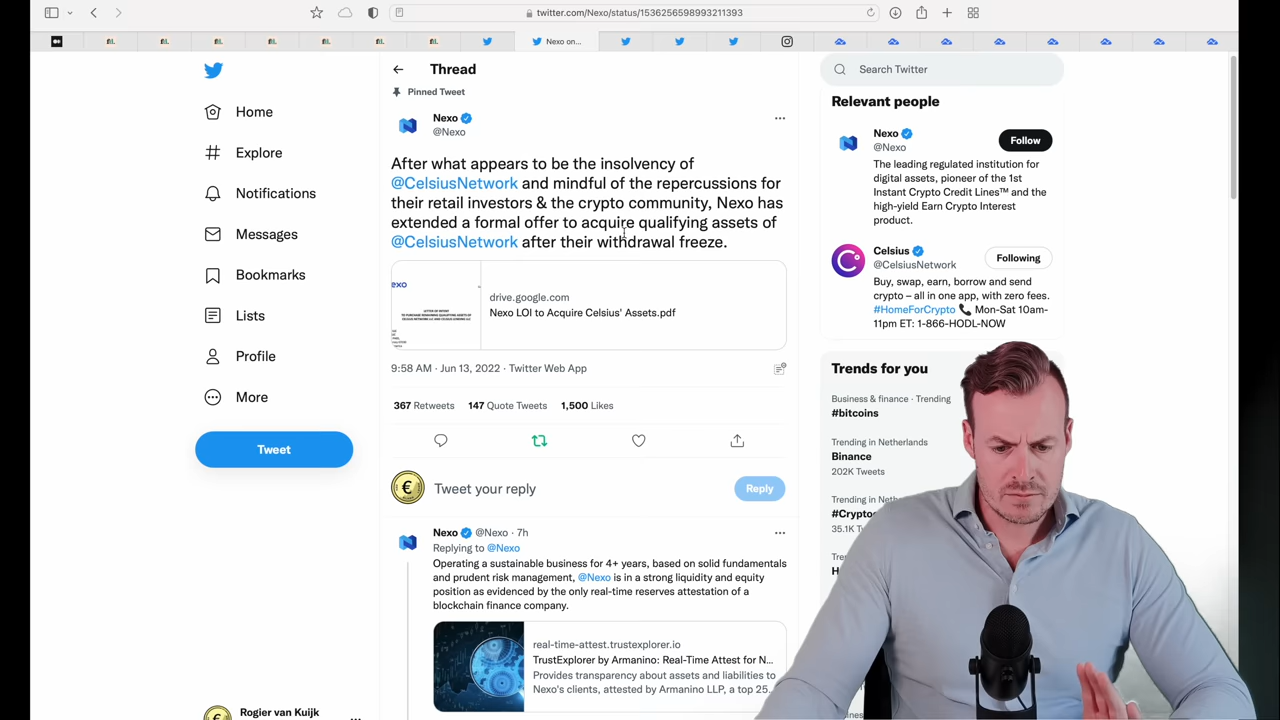 twitter.com/Nexo/status/1536256598993211393
Nexo on...
Home
Explore
Notifications
Messages
Bookmarks
Lists
Profile
More
Tweet
Rogier van Kuijk
Thread
Pinned Tweet
Nexo
@Nexo
After what appears to be the insolvency of
@CelsiusNetwork and mindful of the repercussions for
their retail investors & the crypto community, Nexo has
extended a formal offer to acquire qualifying assets of
@CelsiusNetwork after their withdrawal freeze.
exo
LETTER OF INTENT
drive.google.com
Nexo LOI to Acquire Celsius' Assets.pdf
9:58 AM · Jun 13, 2022 · Twitter Web App
367 Retweets 147 Quote Tweets 1,500 Likes
Tweet your reply
Reply
Nexo @Nexo · 7h
Replying to @Nexo
Operating a sustainable business for 4+ years, based on solid fundamentals
and prudent risk management, @Nexo is in a strong liquidity and equity
position as evidenced by the only real-time reserves attestation of a
blockchain finance company.
real-time-attest.trustexplorer.io
TrustExplorer by Armanino: Real-Time Attest for N...
Provides transparency about assets and liabilities to
Nexo's clients, attested by Armanino LLP, a top 25
Search Twitter
Relevant people
Nexo
@Nexo
Follow
The leading regulated institution for
digital assets, pioneer of the 1st
Instant Crypto Credit Lines™ and the
high-yield Earn Crypto Interest
product.
Celsius
@CelsiusNetwork
Following
Buy, swap, earn, borrow and send
crypto – all in one app, with zero fees.
#HomeForCrypto 📞 Mon-Sat 10am-
11pm ET: 1-866-HODL-NOW
Trends for you
Business & finance · Trending
#bitcoins
Trending in Netherlands
Binance
202K Tweets
Trending in Neth
#Crypto
35.1K T